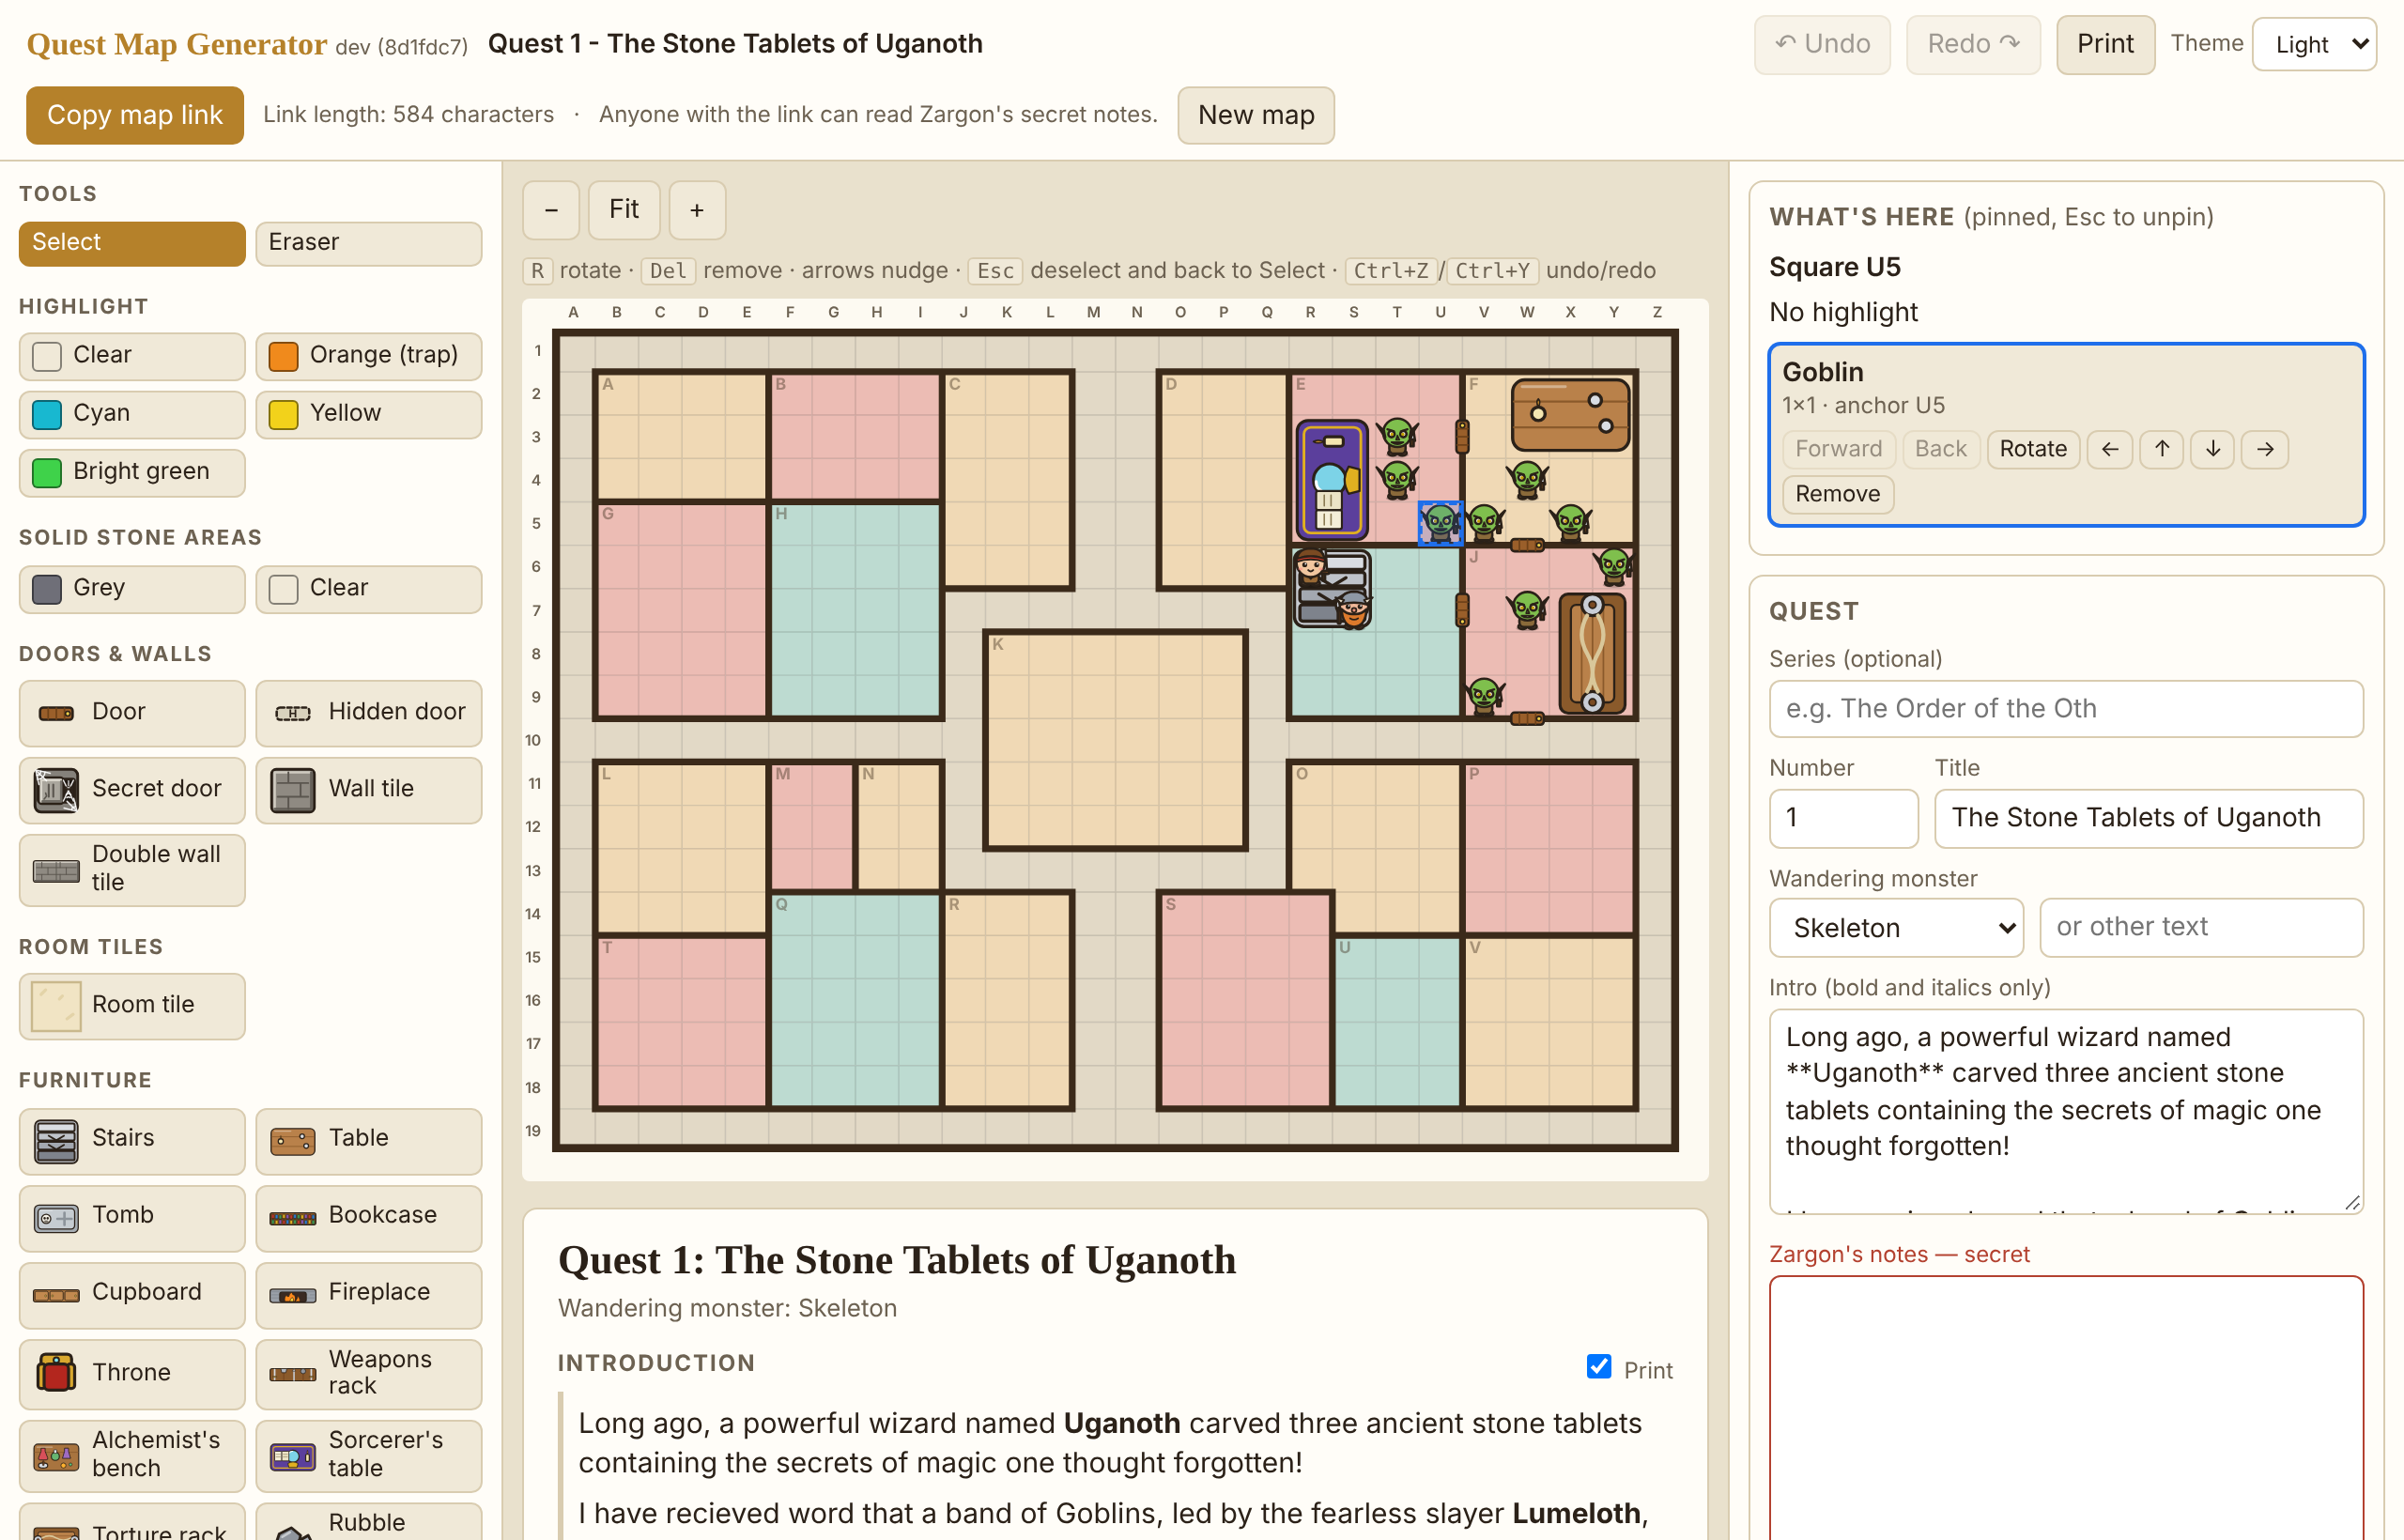 Quest Map Generator dev (8d1fdc7) Quest 1 - The Stone Tablets of Uganoth
↶ Undo
Redo ↷
Print
Theme
Light
Copy map link
Link length: 584 characters · Anyone with the link can read Zargon's secret notes.
New map
TOOLS
Select
Eraser
HIGHLIGHT
Clear
Orange (trap)
Cyan
Yellow
Bright green
SOLID STONE AREAS
Grey
Clear
DOORS & WALLS
Door
Hidden door
Secret door
Wall tile
Double wall
tile
ROOM TILES
Room tile
FURNITURE
Stairs
Table
Tomb
Bookcase
Cupboard
Fireplace
Throne
Weapons
rack
Alchemist's
bench
Sorcerer's
table
Torture rack
Rubble
−
Fit
+
R rotate · Del remove · arrows nudge · Esc deselect and back to Select · Ctrl+Z/Ctrl+Y undo/redo
A B C D E F G H I J K L M N O P Q R S T U V W X Y Z
1
2
3
4
5
6
7
8
9
10
11
12
13
14
15
16
17
18
19
A
B
C
D
E
F
G
H
J
K
L
M
N
O
P
Q
R
S
T
U
V
Quest 1: The Stone Tablets of Uganoth
Wandering monster: Skeleton
INTRODUCTION
Print
Long ago, a powerful wizard named Uganoth carved three ancient stone tablets
containing the secrets of magic one thought forgotten!
I have recieved word that a band of Goblins, led by the fearless slayer Lumeloth,
WHAT'S HERE (pinned, Esc to unpin)
Square U5
No highlight
Goblin
1×1 · anchor U5
Forward
Back
Rotate
←
↑
↓
→
Remove
QUEST
Series (optional)
e.g. The Order of the Oth
Number
Title
1
The Stone Tablets of Uganoth
Wandering monster
Skeleton
or other text
Intro (bold and italics only)
Long ago, a powerful wizard named
**Uganoth** carved three ancient stone
tablets containing the secrets of magic one
thought forgotten!
Zargon's notes — secret